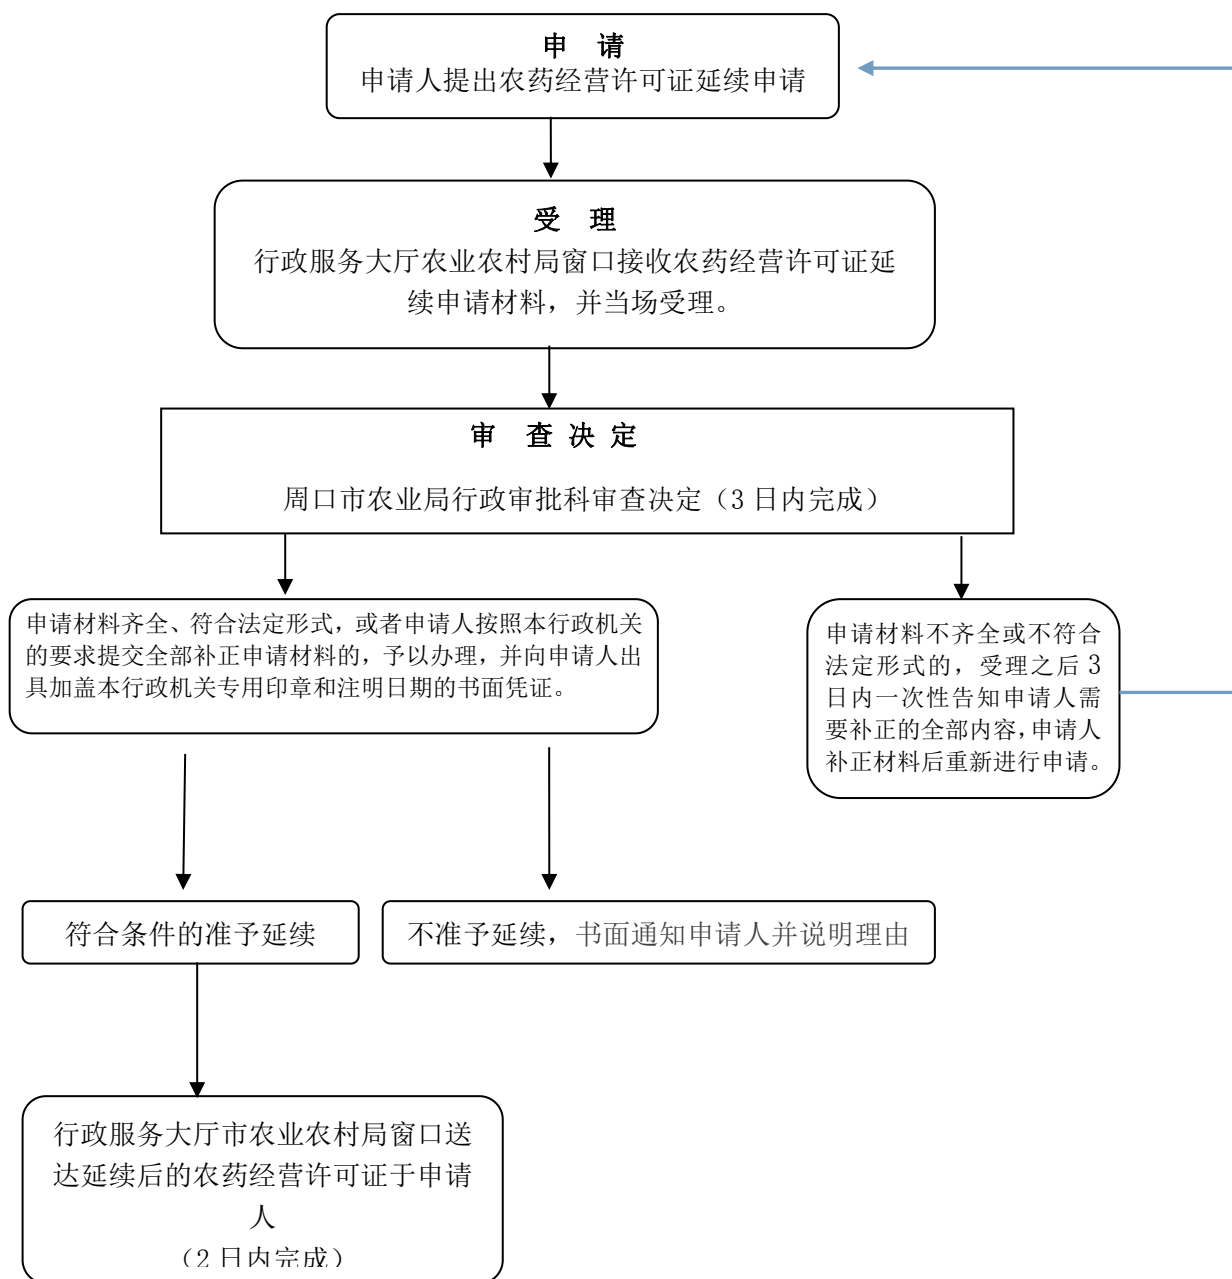 申 请
申请人提出农药经营许可证延续申请
受 理
行政服务大厅农业农村局窗口接收农药经营许可证延
续申请材料，并当场受理。
审 查 决 定
周口市农业局行政审批科审查决定（3 日内完成）
申请材料齐全、符合法定形式，或者申请人按照本行政机关
的要求提交全部补正申请材料的，予以办理，并向申请人出
具加盖本行政机关专用印章和注明日期的书面凭证。
申请材料不齐全或不符合
法定形式的，受理之后 3
日内一次性告知申请人需
要补正的全部内容，申请人
补正材料后重新进行申请。
符合条件的准予延续
不准予延续，书面通知申请人并说明理由
行政服务大厅市农业农村局窗口送
达延续后的农药经营许可证于申请
人
（2 日内完成）